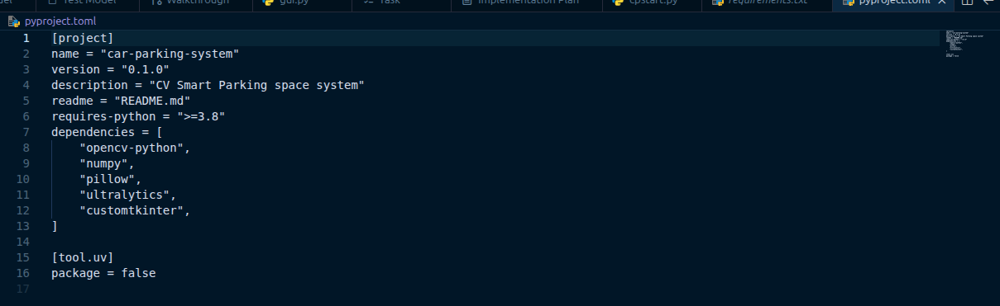 Test Model Walkthrough gui.py Task Implementation Plan cpstart.py requirements.txt pyproject.toml
pyproject.toml
1 [project]
2 name = "car-parking-system"
3 version = "0.1.0"
4 description = "CV Smart Parking space system"
5 readme = "README.md"
6 requires-python = ">=3.8"
7 dependencies = [
8 "opencv-python",
9 "numpy",
10 "pillow",
11 "ultralytics",
12 "customtkinter",
13 ]
14
15 [tool.uv]
16 package = false
17